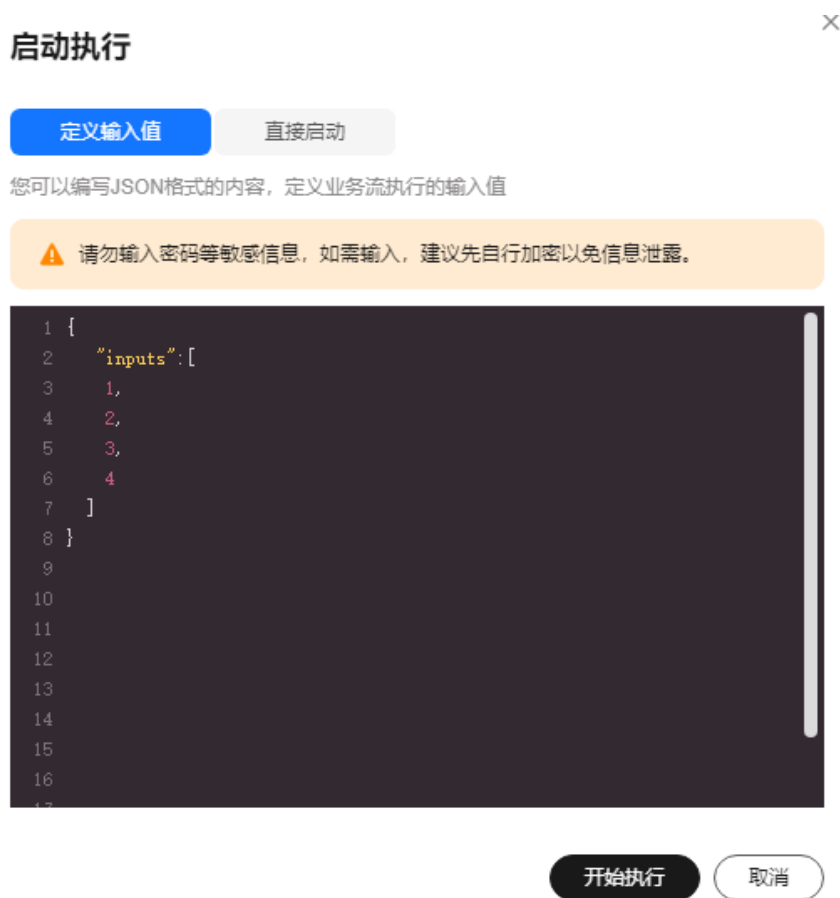 启动执行
定义输入值 直接启动
您可以编写JSON格式的内容，定义业务流执行的输入值
请勿输入密码等敏感信息，如需输入，建议先自行加密以免信息泄露。
1 {
2 "inputs":[
3 1,
4 2,
5 3,
6 4
7 ]
8 }
9
10
11
12
13
14
15
16
17
开始执行 取消